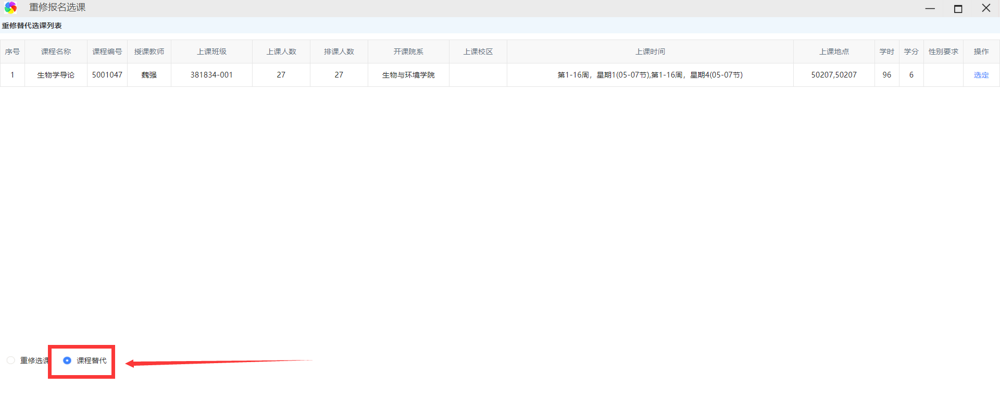 重修报名选课
重修替代选课列表
序号 课程名称 课程编号 授课教师 上课班级 上课人数 排课人数 开课院系 上课校区 上课时间 上课地点 学时 学分 性别要求 操作
1 生物学导论 5001047 魏强 381834-001 27 27 生物与环境学院 第1-16周，星期1(05-07节),第1-16周，星期4(05-07节) 50207,50207 96 6 选定
重修选课 课程替代